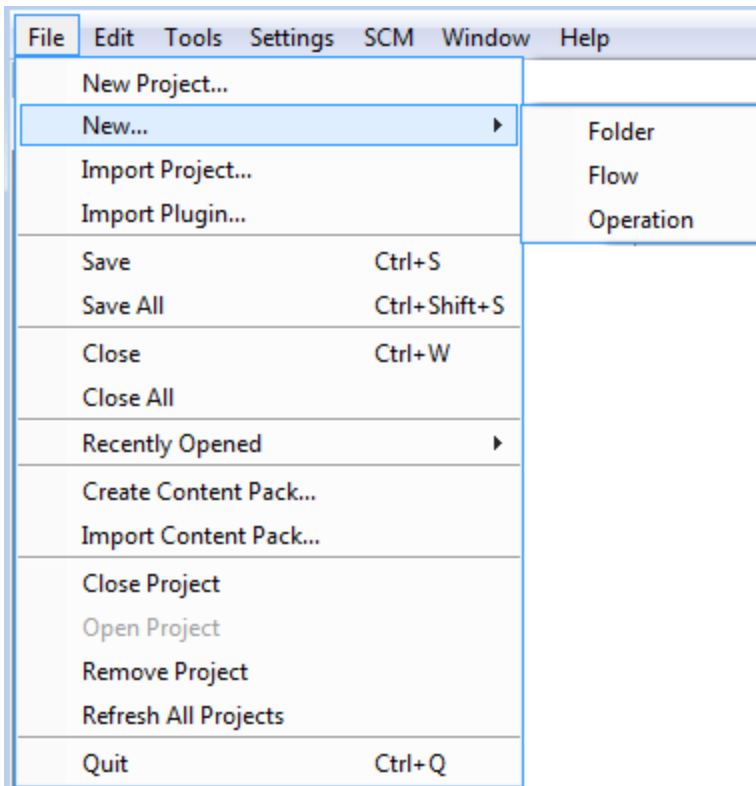 File Edit Tools Settings SCM Window Help
New Project...
New...
Folder
Flow
Operation
Import Project...
Import Plugin...
Save Ctrl+S
Save All Ctrl+Shift+S
Close Ctrl+W
Close All
Recently Opened
Create Content Pack...
Import Content Pack...
Close Project
Open Project
Remove Project
Refresh All Projects
Quit Ctrl+Q